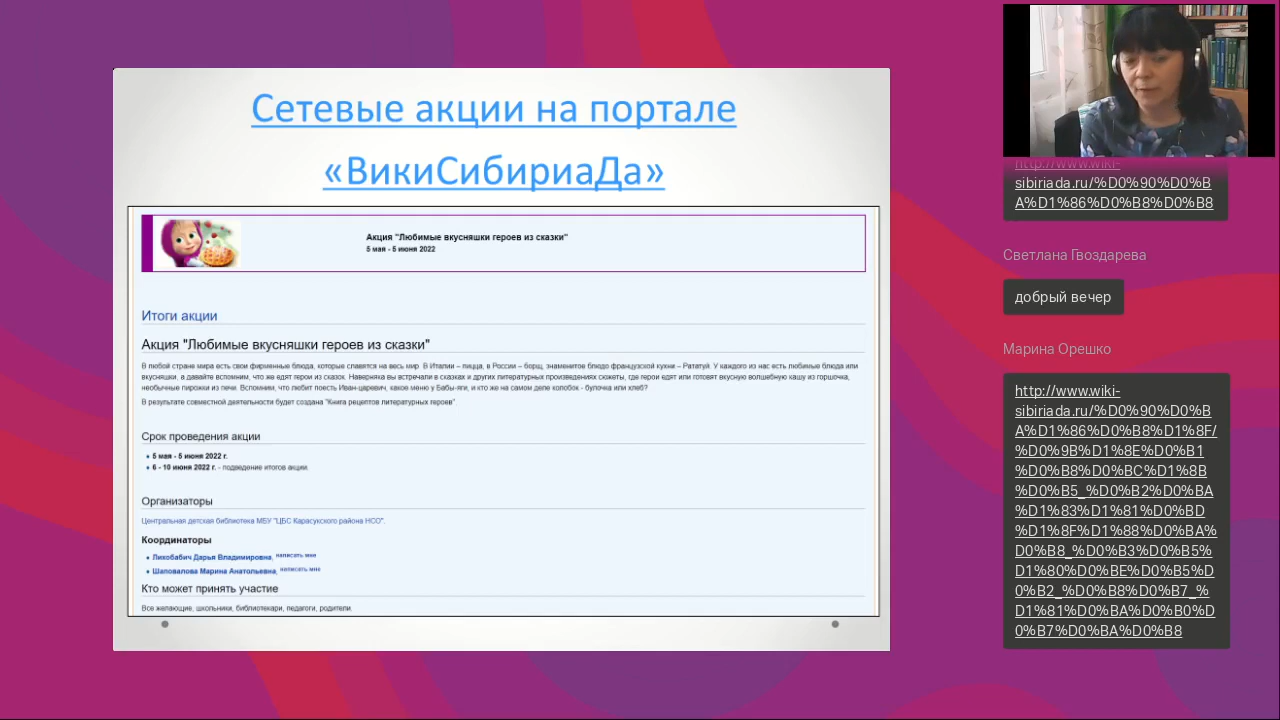 Сетевые акции на портале
«ВикиСибириаДа»
Акция "Любимые вкусняшки героев из сказки"
5 мая - 5 июня 2022
Итоги акции
Акция "Любимые вкусняшки героев из сказки"
В любой стране мира есть свои фирменные блюда, которые славятся на весь мир. В Италии – пицца, в России – борщ, знаменитое блюдо французской кухни – Рататуй. У каждого из нас есть любимые блюда или
вкусняшки, а давайте вспомним, что же едят герои из сказок. Наверняка вы встречали в сказках и других литературных произведениях сюжеты, где герои едят или готовят вкусную волшебную кашу из горшочка,
необычные пирожки из печи. Вспомним, что любит поесть Иван-царевич, какое меню у Бабы-яги, и кто же на самом деле колобок - булочка или хлеб?
В результате совместной деятельности будет создана "Книга рецептов литературных героев".
Срок проведения акции
5 мая - 5 июня 2022 г.
6 - 10 июня 2022 г. - подведение итогов акции.
Организаторы
Центральная детская библиотека МБУ "ЦБС Карасукского района НСО".
Координаторы
Лихобабич Дарья Владимировна, написать мне
Шаповалова Марина Анатольевна, написать мне
Кто может принять участие
Все желающие, школьники, библиотекари, педагоги, родители.
http://www.wiki-
sibiriada.ru/%D0%90%D0%B
A%D1%86%D0%B8%D0%B8
Светлана Гвоздарева
добрый вечер
Марина Орешко
http://www.wiki-
sibiriada.ru/%D0%90%D0%B
A%D1%86%D0%B8%D1%8F/
%D0%9B%D1%8E%D0%B1
%D0%B8%D0%BC%D1%8B
%D0%B5_%D0%B2%D0%BA
%D1%83%D1%81%D0%BD
%D1%8F%D1%88%D0%BA%
D0%B8_%D0%B3%D0%B5%
D1%80%D0%BE%D0%B5%D
0%B2_%D0%B8%D0%B7_%
D1%81%D0%BA%D0%B0%D
0%B7%D0%BA%D0%B8